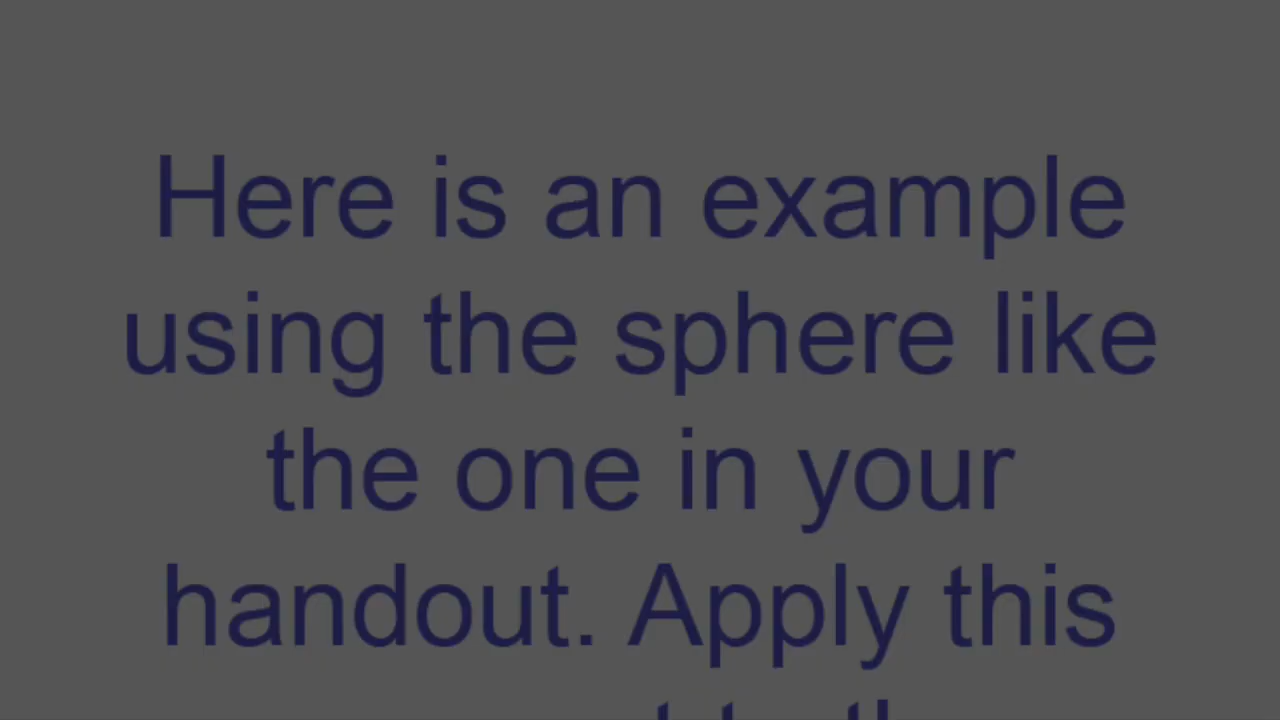 Here is an example
using the sphere like
the one in your
handout. Apply this